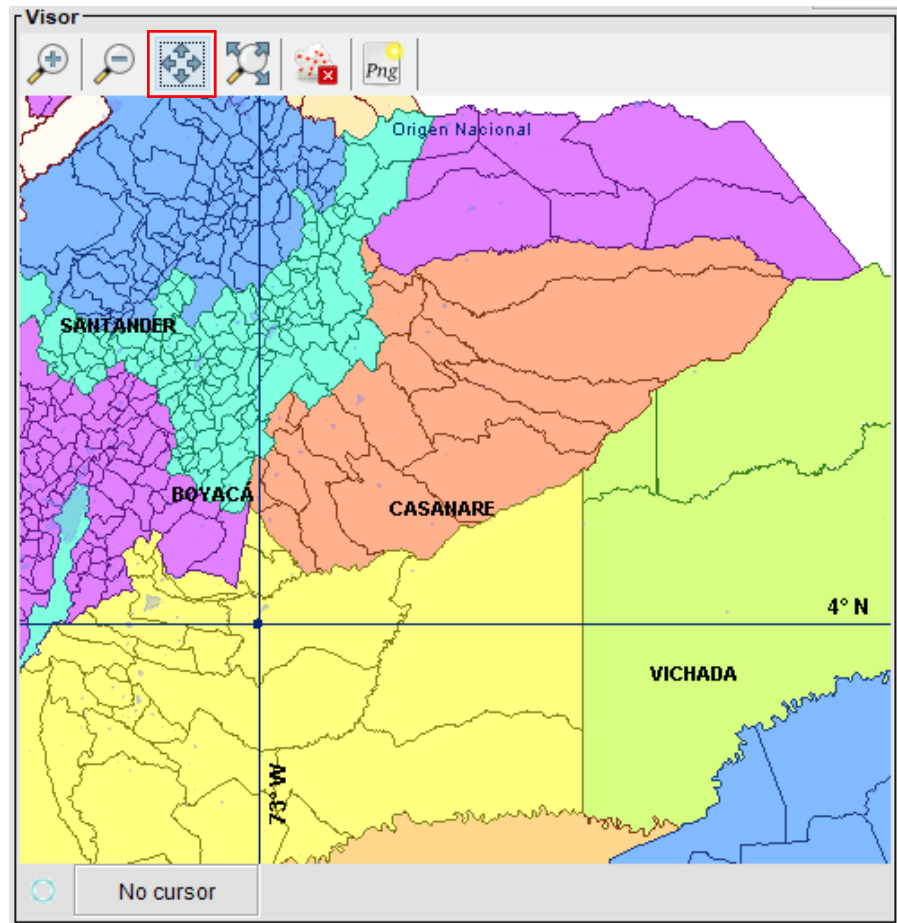 Visor
Png
Origen Nacional
SANTANDER
BOYACÁ
CASANARE
4° N
VICHADA
73° W
No cursor